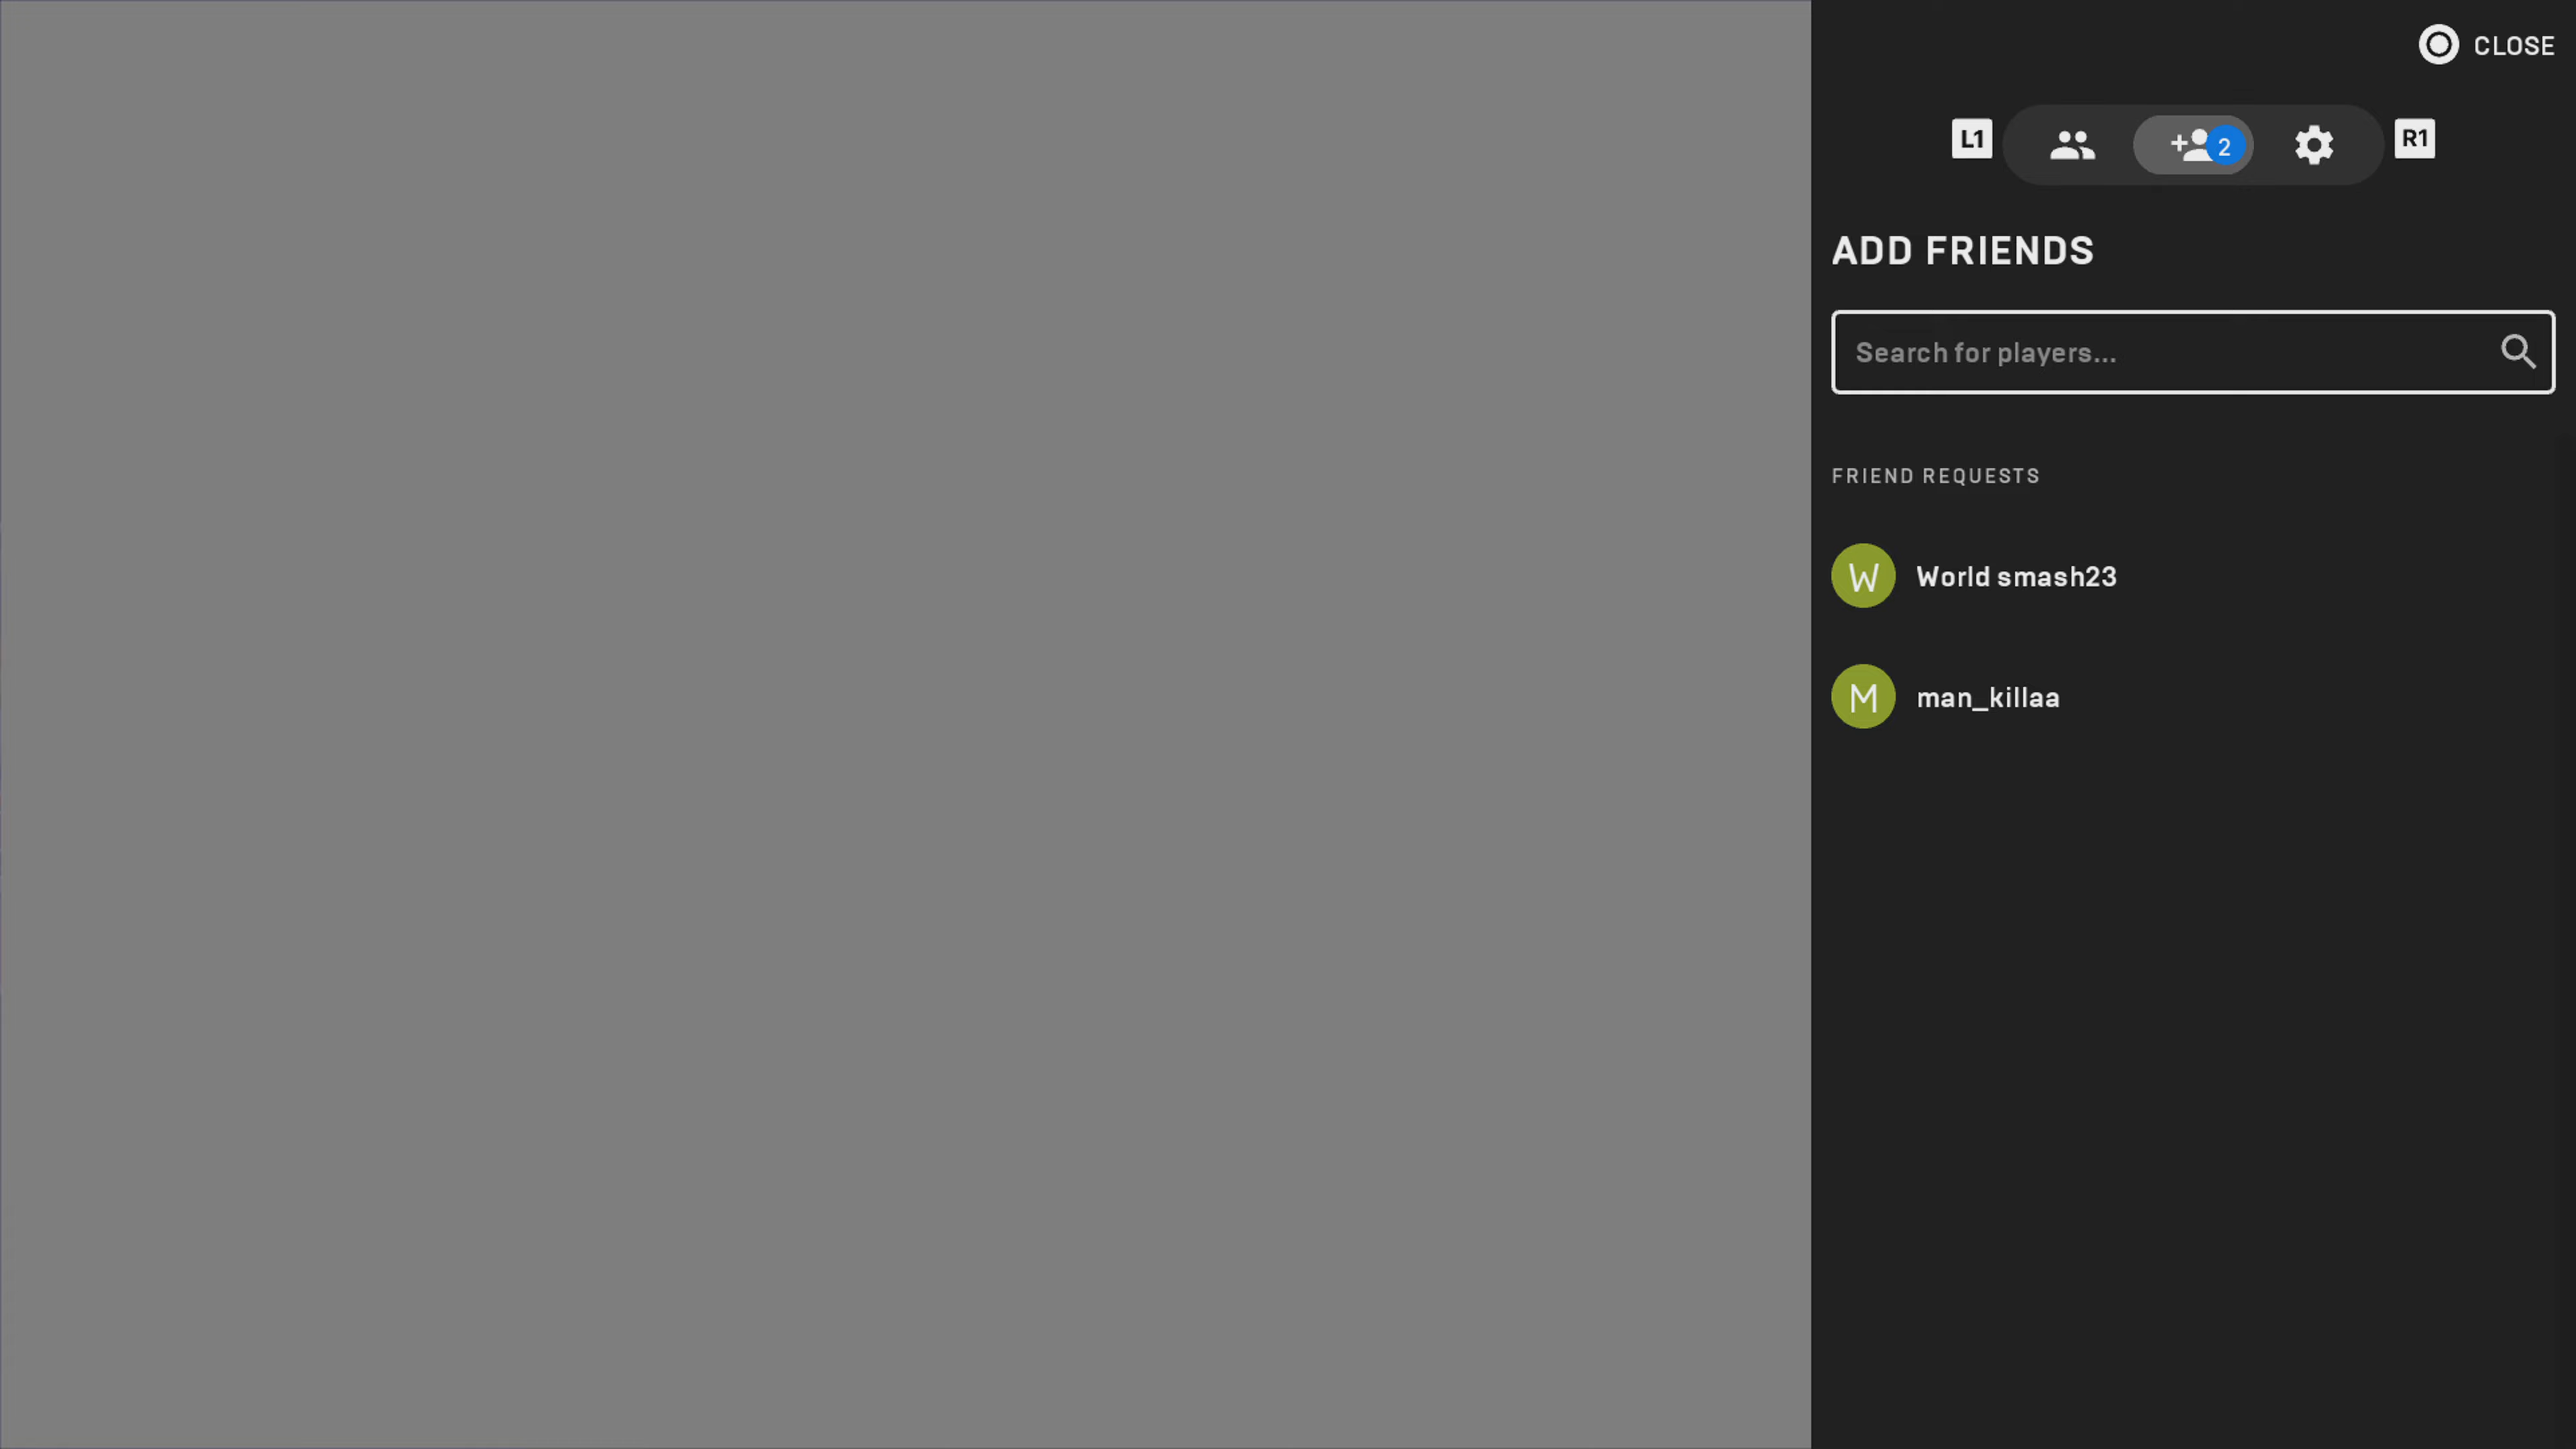 CLOSE
L1
2
R1
ADD FRIENDS
Search for players...
FRIEND REQUESTS
W
World smash23
M
man_killaa